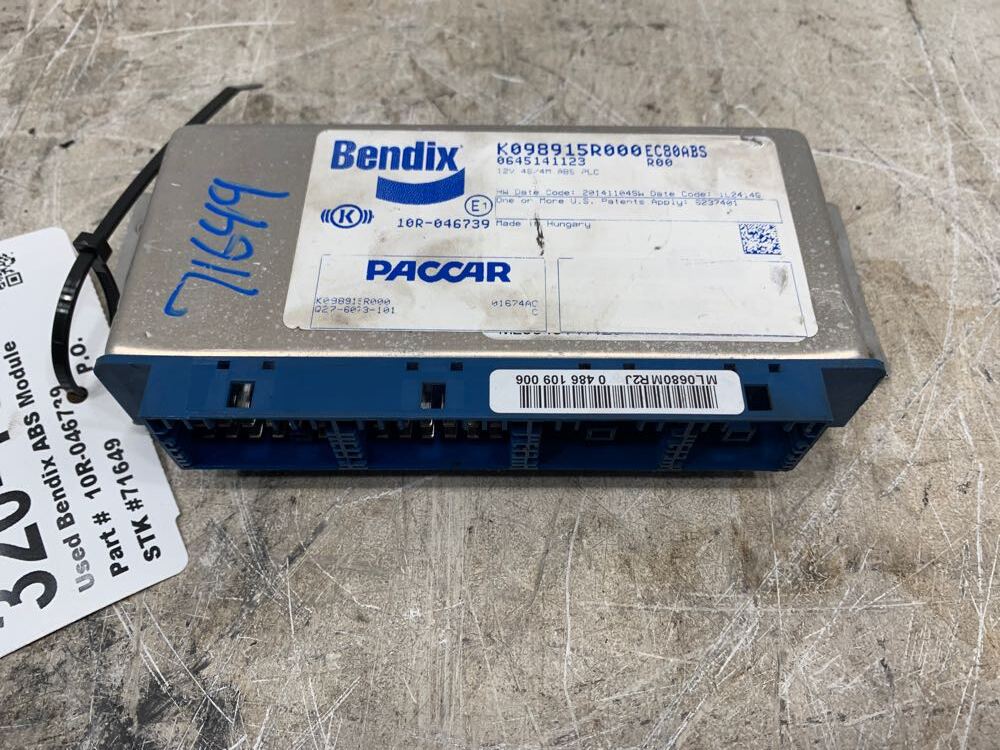 Bendix
K098915R000 EC80ABS
0645141123 R00
12V 4S/4M ABS PLC
One or More U.S. Patents Apply: 5237401
Made in Hungary
K
E1
10R-046739
PACCAR
K098915R000
Q27-6073-101
01674AC
C
71649
ML0680M R2J
0 486 109 006
Used Bendix ABS Module
Part # 10R-046739
STK #71649
P.O.